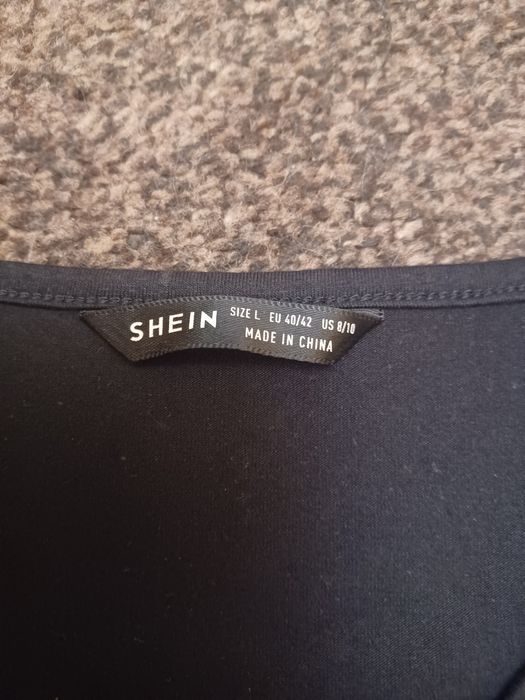 SHEIN SIZE L EU 40/42 US 8/10
MADE IN CHINA